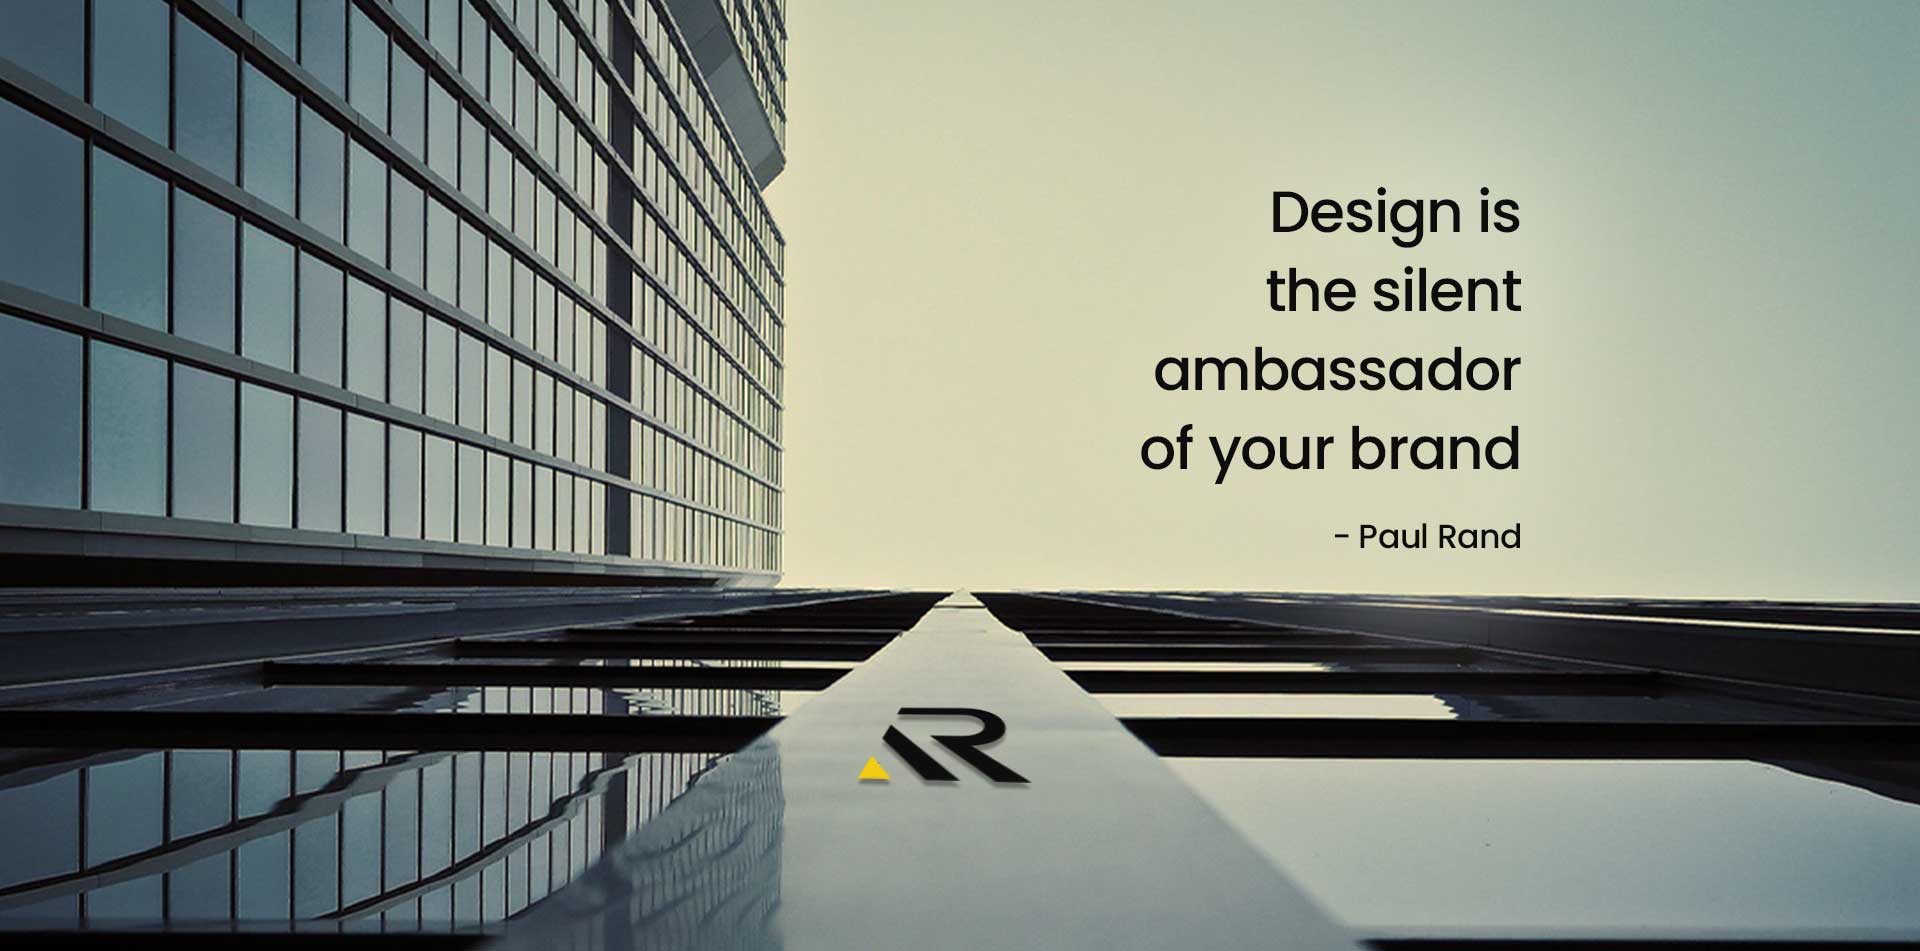 Design is
the silent
ambassador
of your brand
- Paul Rand
R